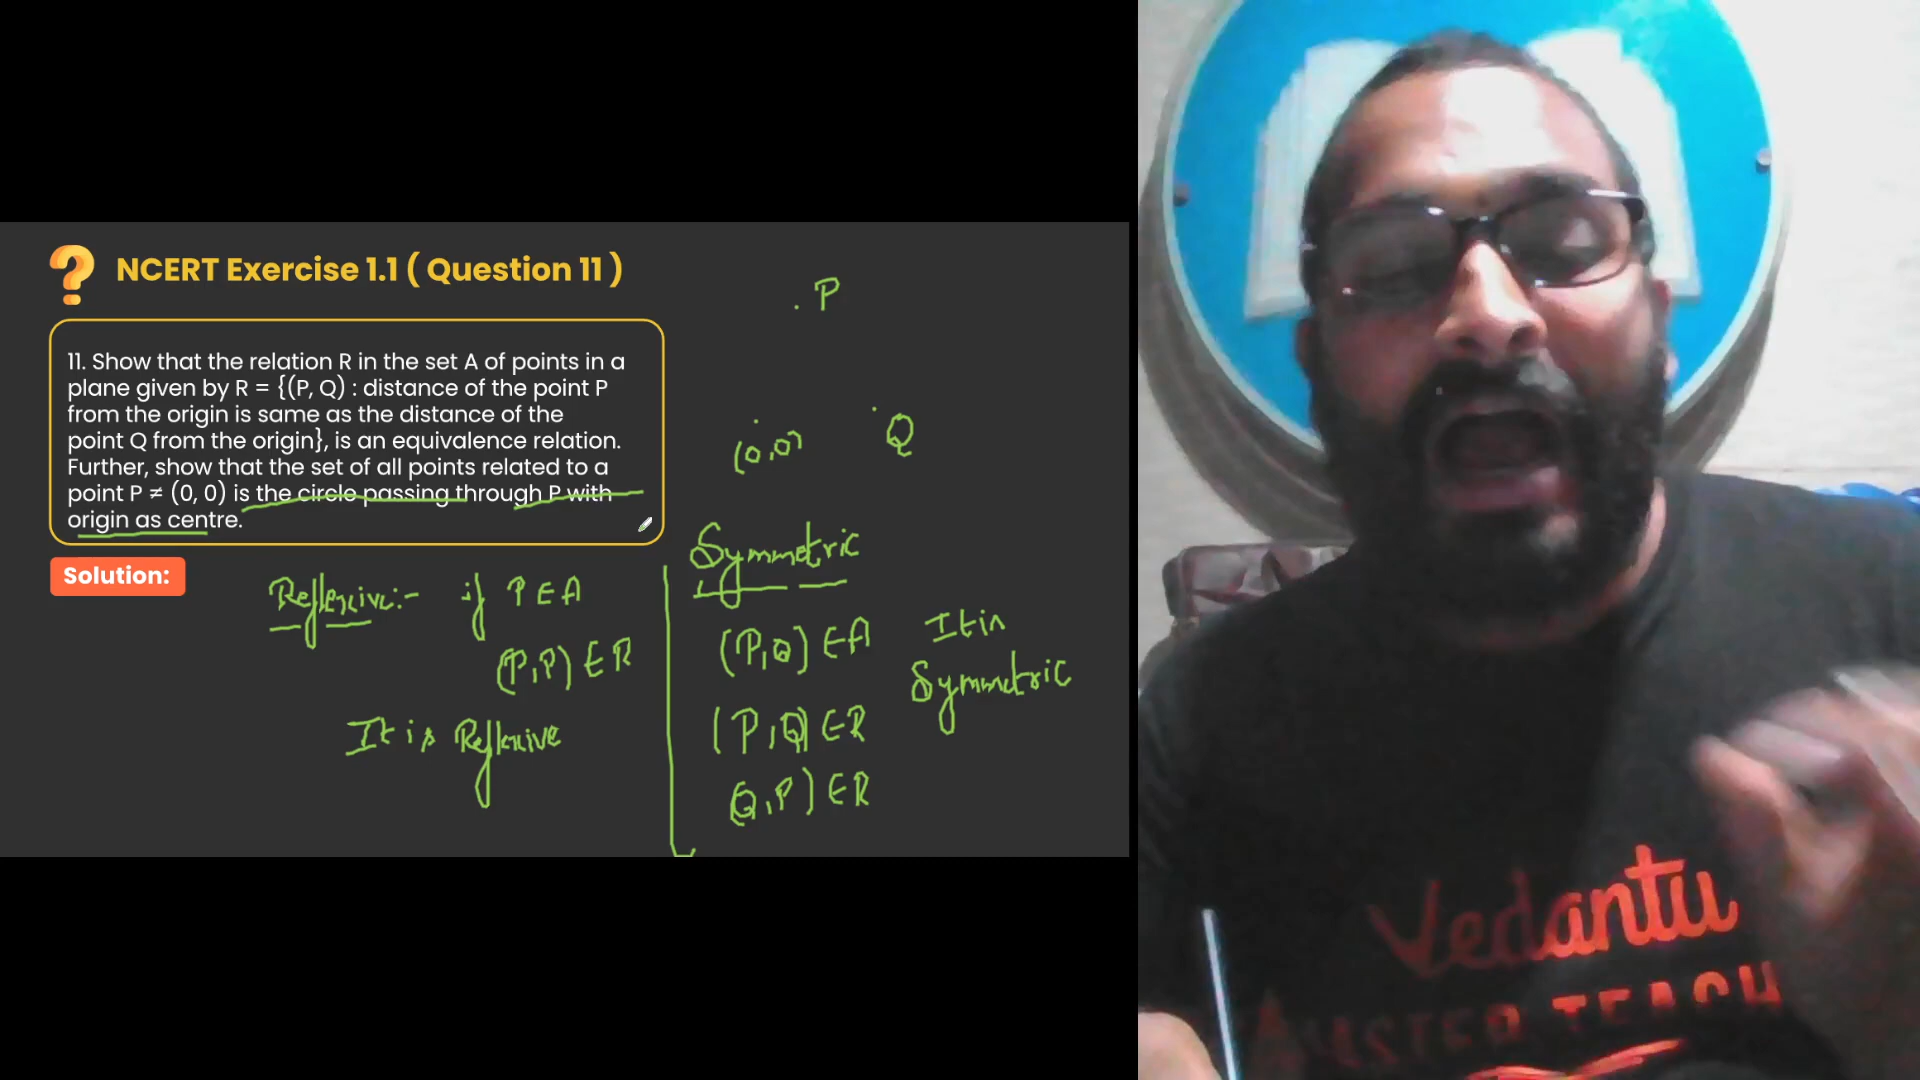 NCERT Exercise 1.1 ( Question 11 )
11. Show that the relation R in the set A of points in a
plane given by R = {(P, Q) : distance of the point P
from the origin is same as the distance of the
point Q from the origin}, is an equivalence relation.
Further, show that the set of all points related to a
point P ≠ (0, 0) is the circle passing through P with
origin as centre.
Solution:
Reflexive:- if P ∈ A
(P,P) ∈ R
It is Reflexive
. P
(0,0)
Q
Symmetric
(P,Q) ∈ A
(P,Q) ∈ R
(Q,P) ∈ R
It is
Symmetric
Vedantu
MASTER TEACH